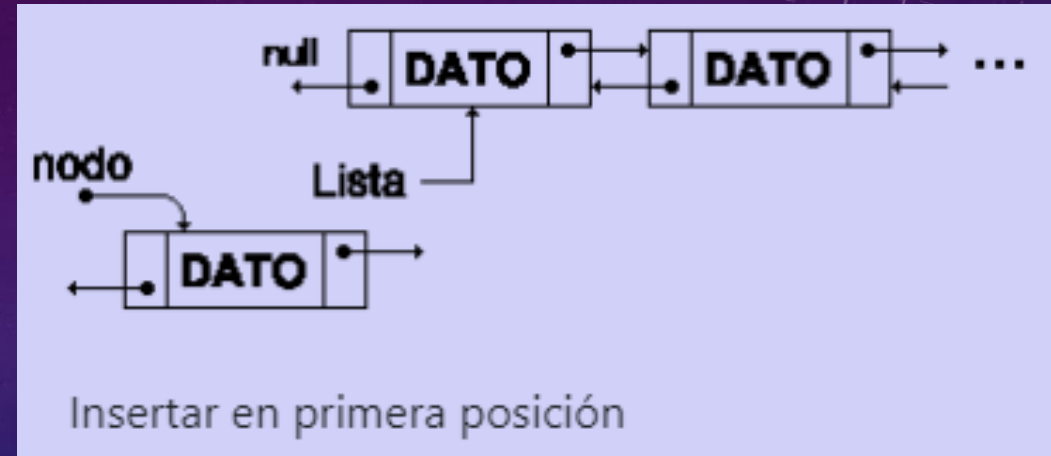 null
DATO
DATO
...
nodo
Lista
DATO
Insertar en primera posición